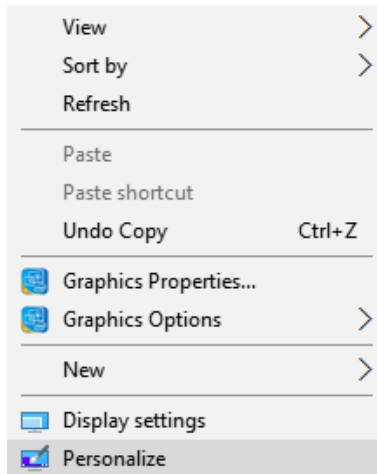 View
Sort by
Refresh
Paste
Paste shortcut
Undo Copy Ctrl+Z
Graphics Properties...
Graphics Options
New
Display settings
Personalize